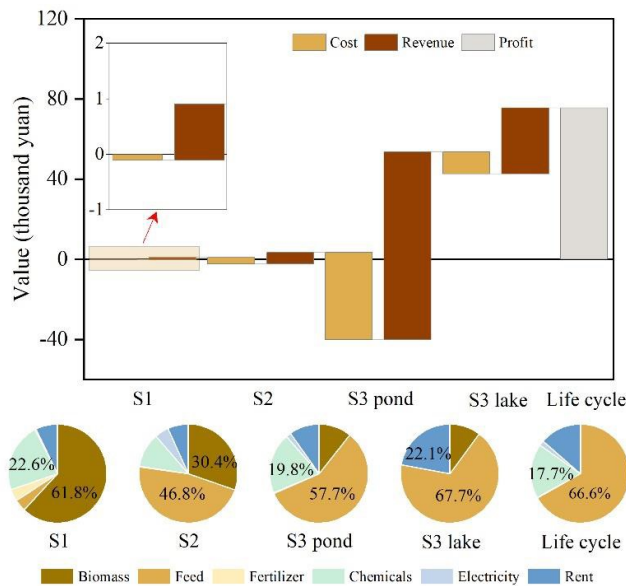 120
80
40
0
-40
Value (thousand yuan)
2
1
0
-1
Cost Revenue Profit
S1 S2 S3 pond S3 lake Life cycle
22.6% 61.8%
30.4% 46.8%
19.8% 57.7%
22.1% 67.7%
17.7% 66.6%
S1 S2 S3 pond S3 lake Life cycle
Biomass Feed Fertilizer Chemicals Electricity Rent